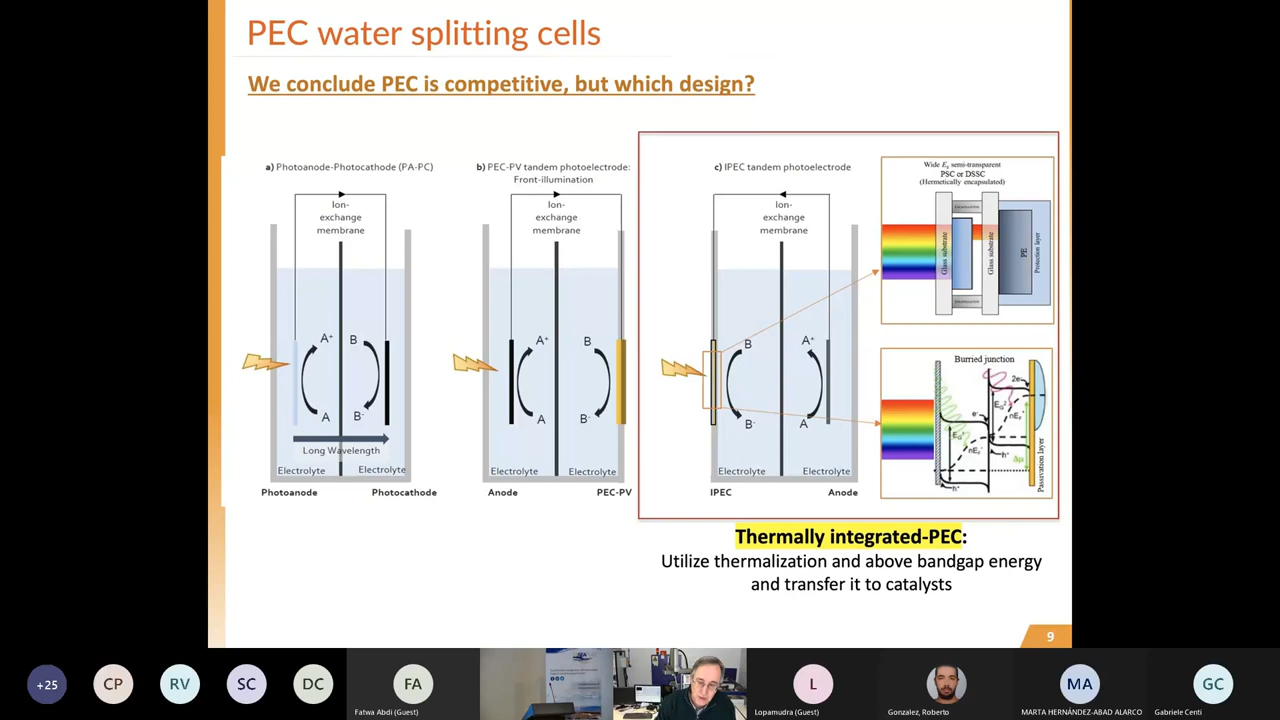 PEC water splitting cells
We conclude PEC is competitive, but which design?
a) Photoanode-Photocathode (PA-PC)
Ion-
exchange
membrane
A+
B
A
B-
Long Wavelength
Electrolyte
Electrolyte
Photoanode
Photocathode
b) PEC-PV tandem photoelectrode:
Front-illumination
Ion-
exchange
membrane
A+
B
A
B-
Electrolyte
Electrolyte
Anode
PEC-PV
c) IPEC tandem photoelectrode
Ion-
exchange
membrane
B
A+
B-
A
Electrolyte
Electrolyte
IPEC
Anode
Wide Eg semi-transparent
PSC or DSSC
(Hermetically encapsulated)
Glass substrate
Glass substrate
PE
Protection layer
Burried junction
2e-
e-
h+
h+
Δμ
Passivation layer
Thermally integrated-PEC:
Utilize thermalization and above bandgap energy
and transfer it to catalysts
9
+25
CP
RV
SC
DC
FA
Fatwa Abdi (Guest)
L
Lopamudra (Guest)
Gonzalez, Roberto
MA
MARTA HERNÁNDEZ-ABAD ALARCO
GC
Gabriele Centi